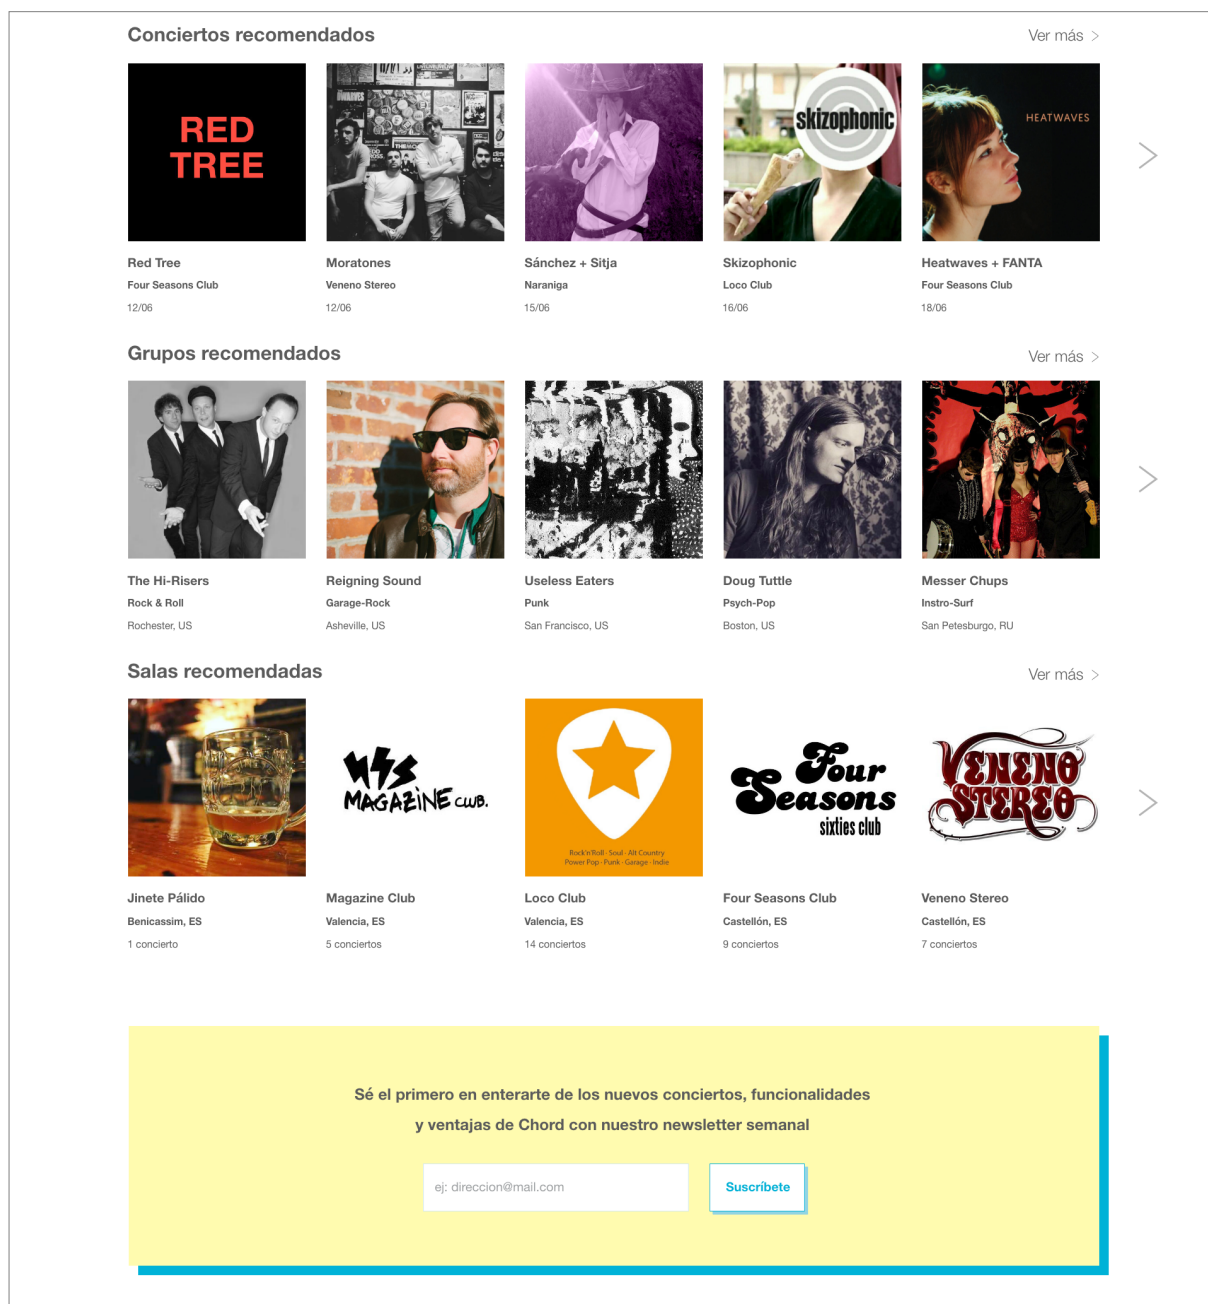 Conciertos recomendados
Ver más >
RED
TREE
DWARVES
skizophonic
HEATWAVES
Red Tree
Moratones
Sánchez + Sitja
Skizophonic
Heatwaves + FANTA
Four Seasons Club
Veneno Stereo
Naraniga
Loco Club
Four Seasons Club
12/06
12/06
15/06
16/06
18/06
Grupos recomendados
Ver más >
The Hi-Risers
Reigning Sound
Useless Eaters
Doug Tuttle
Messer Chups
Rock & Roll
Garage-Rock
Punk
Psych-Pop
Instro-Surf
Rochester, US
Asheville, US
San Francisco, US
Boston, US
San Petesburgo, RU
Salas recomendadas
Ver más >
MAGAZINE CLUB.
Rock'n'Roll · Soul · Alt Country
Power Pop · Punk · Garage · Indie
Four
Seasons
sixties club
VENENO
STEREO
Jinete Pálido
Magazine Club
Loco Club
Four Seasons Club
Veneno Stereo
Benicassim, ES
Valencia, ES
Valencia, ES
Castellón, ES
Castellón, ES
1 concierto
5 conciertos
14 conciertos
9 conciertos
7 conciertos
Sé el primero en enterarte de los nuevos conciertos, funcionalidades
y ventajas de Chord con nuestro newsletter semanal
ej: direccion@mail.com
Suscríbete